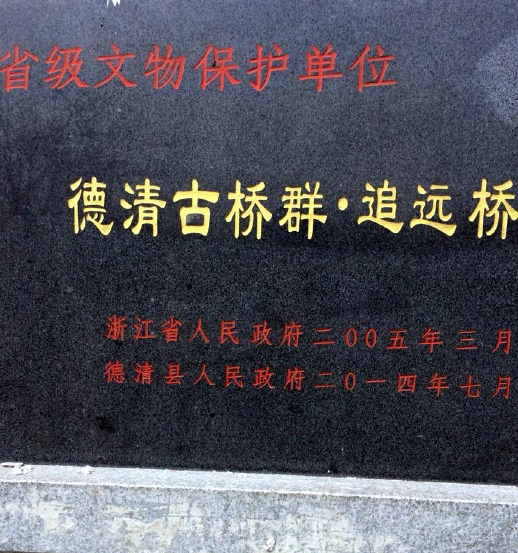 省级文物保护单位
德清古桥群·追远桥
浙江省人民政府二00五年三月
德清县人民政府二0一四年七月